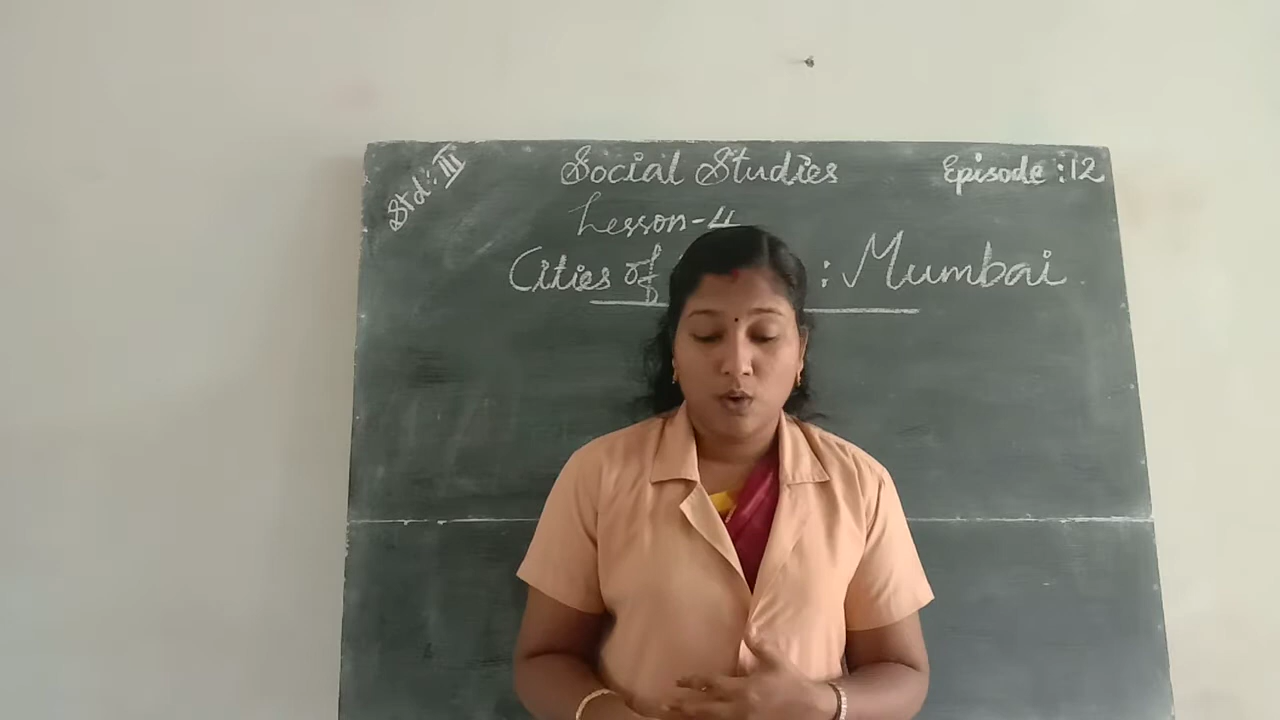 Std: III
Social Studies
Episode : 12
Lesson - 4
Cities of : Mumbai